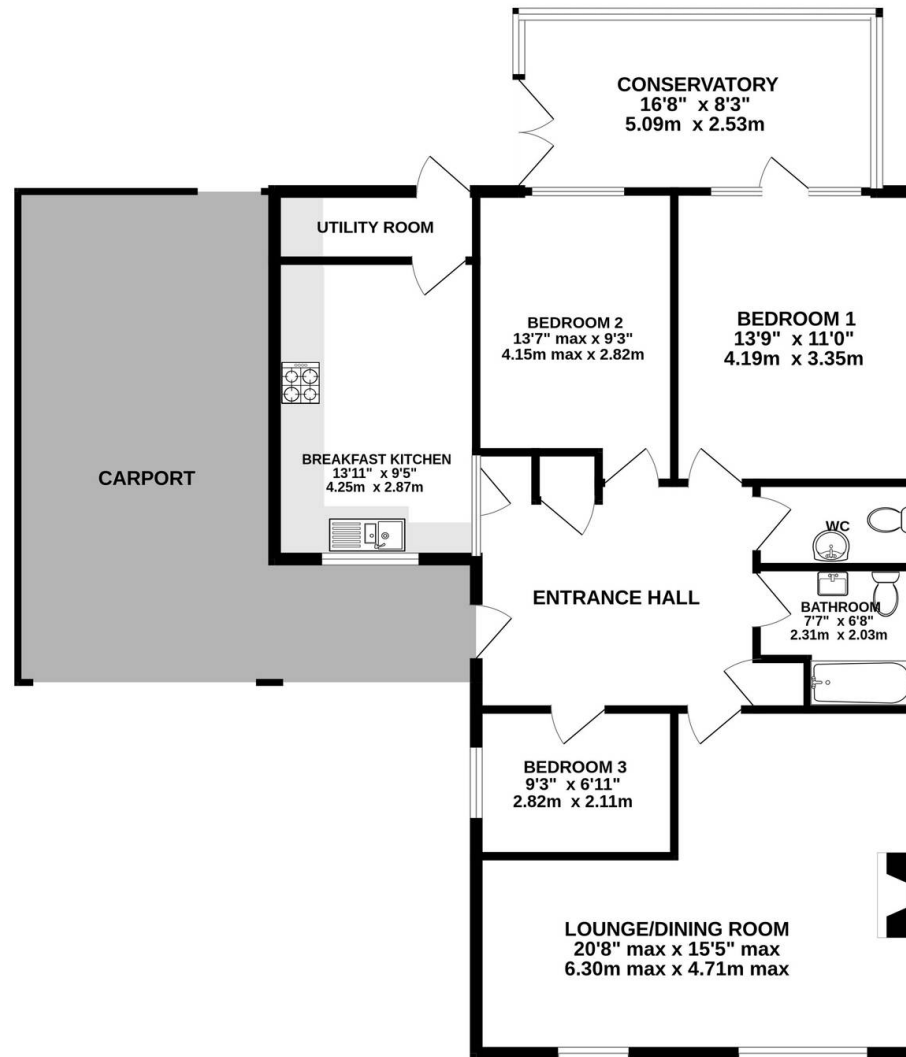 CONSERVATORY
16'8" x 8'3"
5.09m x 2.53m
UTILITY ROOM
BEDROOM 2
13'7" max x 9'3"
4.15m max x 2.82m
BEDROOM 1
13'9" x 11'0"
4.19m x 3.35m
CARPORT
BREAKFAST KITCHEN
13'11" x 9'5"
4.25m x 2.87m
WC
ENTRANCE HALL
BATHROOM
7'7" x 6'8"
2.31m x 2.03m
BEDROOM 3
9'3" x 6'11"
2.82m x 2.11m
LOUNGE/DINING ROOM
20'8" max x 15'5" max
6.30m max x 4.71m max